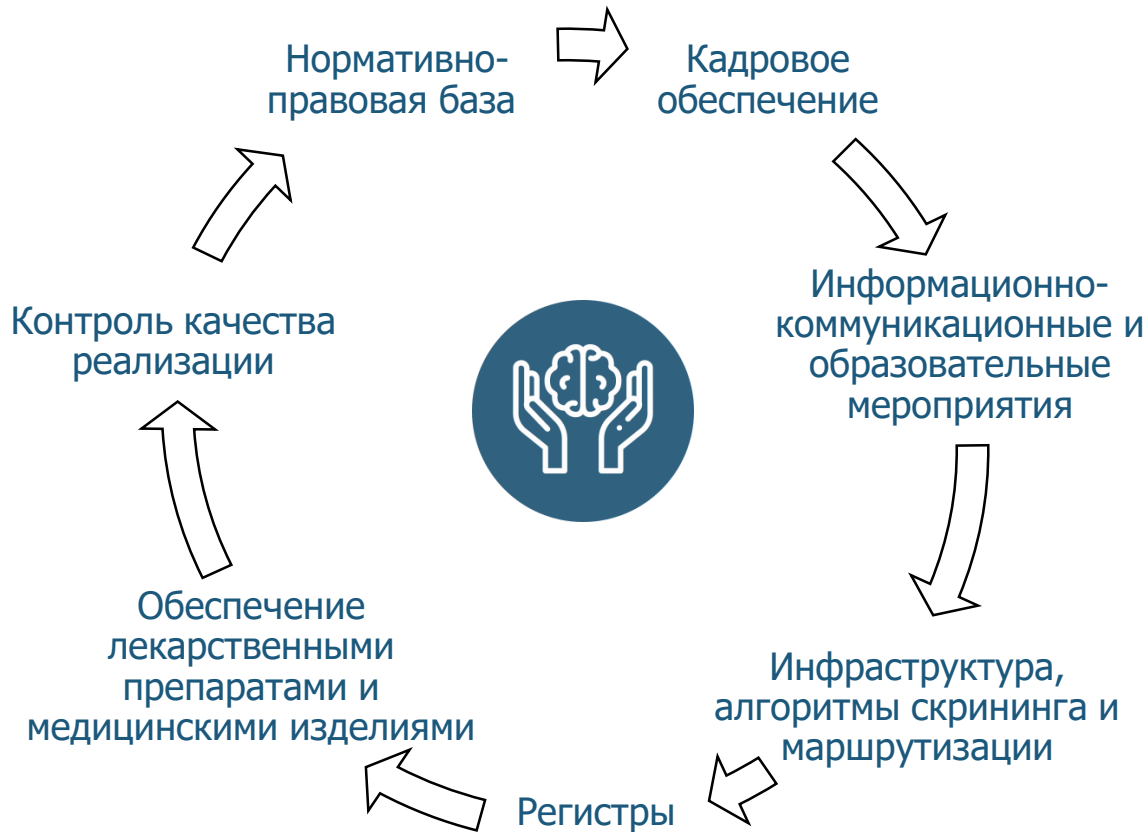 Нормативно-
правовая база
Кадровое
обеспечение
Информационно-
коммуникационные и
образовательные
мероприятия
Инфраструктура,
алгоритмы скрининга и
маршрутизации
Регистры
Обеспечение
лекарственными
препаратами и
медицинскими изделиями
Контроль качества
реализации